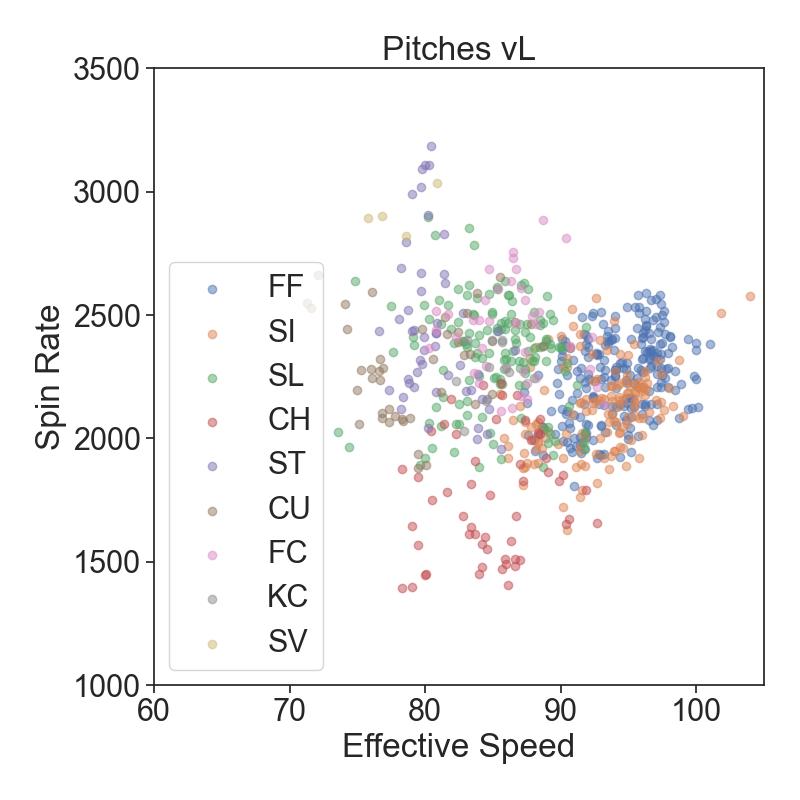 Pitches vL
3500
3000
2500
2000
1500
1000
Spin Rate
FF
SI
SL
CH
ST
CU
FC
KC
SV
60 70 80 90 100
Effective Speed